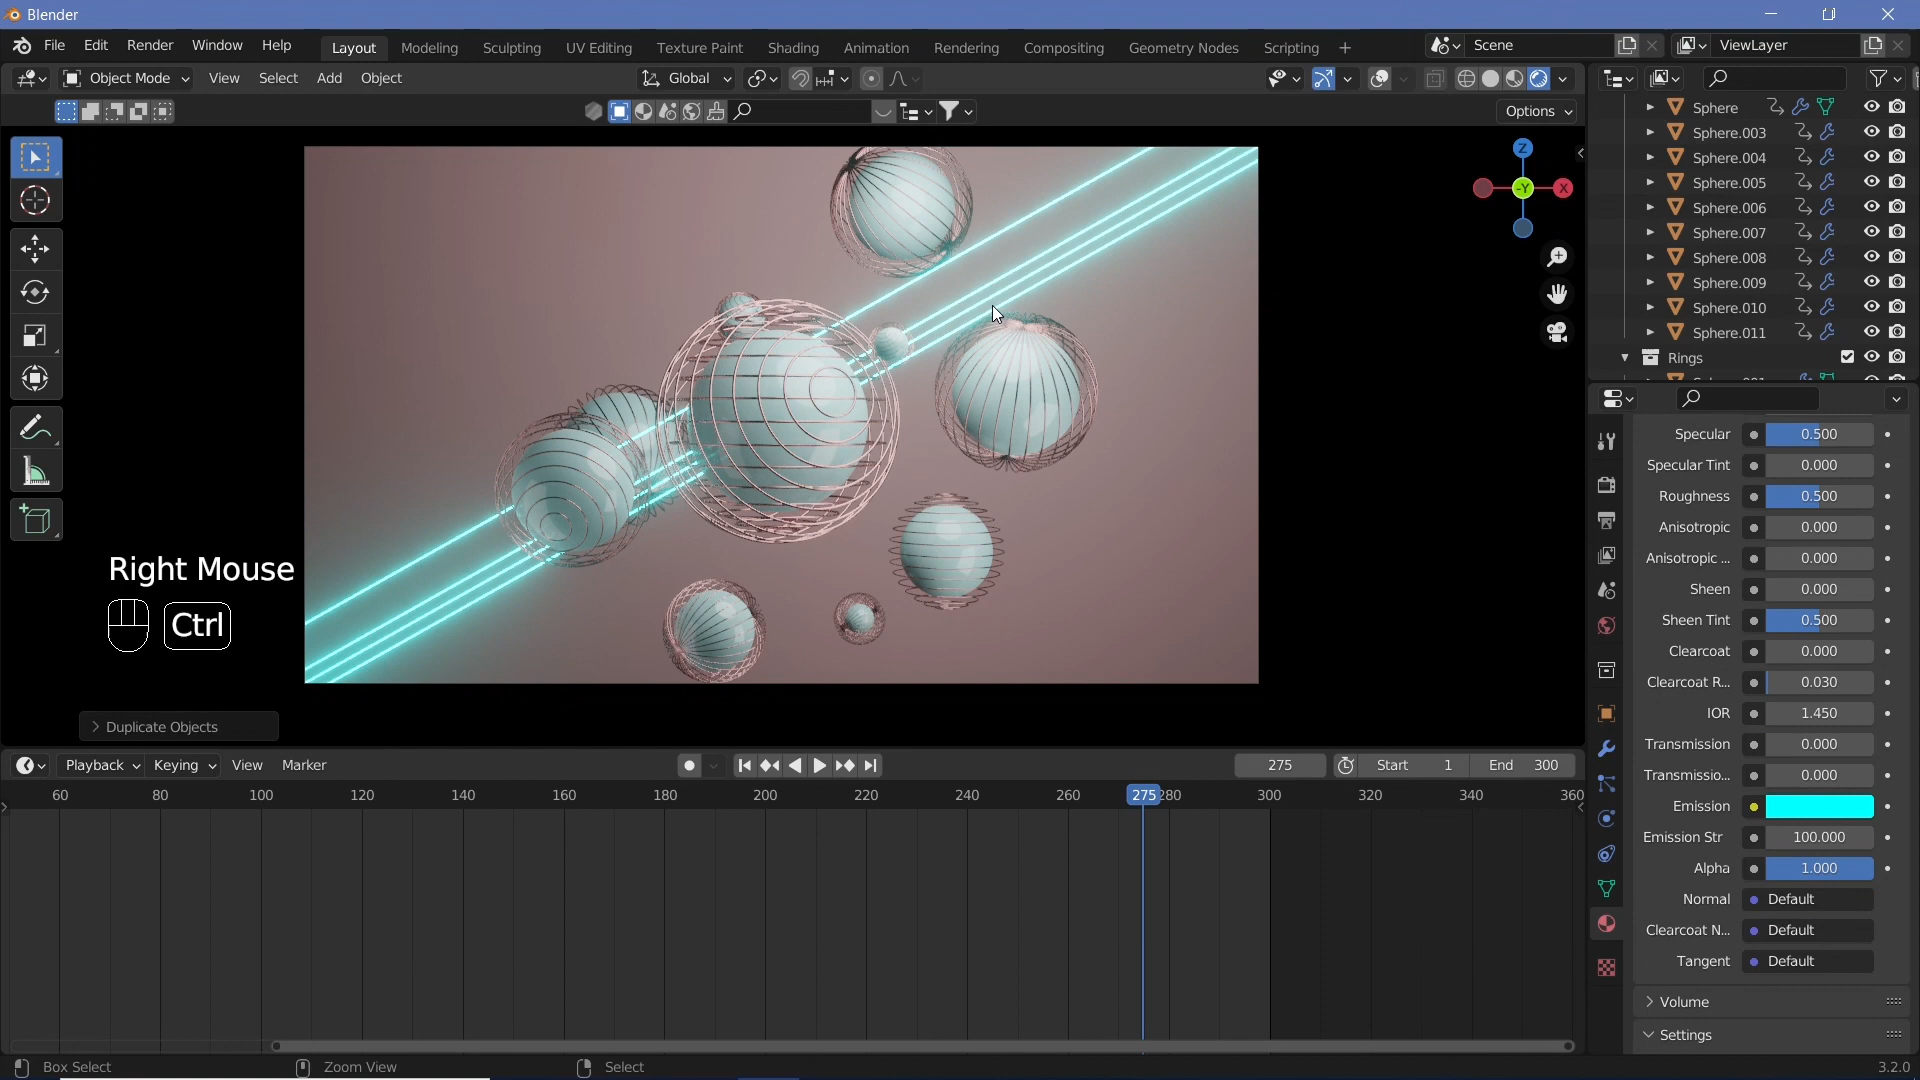 Blender
File Edit Render Window Help Layout Modeling Sculpting UV Editing Texture Paint Shading Animation Rendering Compositing Geometry Nodes Scripting + Scene ViewLayer
Object Mode View Select Add Object Global
Options
Sphere
Sphere.003
Sphere.004
Sphere.005
Sphere.006
Sphere.007
Sphere.008
Sphere.009
Sphere.010
Sphere.011
Rings
Z
-Y X
Right Mouse
Ctrl
Duplicate Objects
Specular 0.500
Specular Tint 0.000
Roughness 0.500
Anisotropic 0.000
Anisotropic ... 0.000
Sheen 0.000
Sheen Tint 0.500
Clearcoat 0.000
Clearcoat R... 0.030
IOR 1.450
Transmission 0.000
Transmissio... 0.000
Emission
Emission Str 100.000
Alpha 1.000
Normal Default
Clearcoat N... Default
Tangent Default
Volume
Settings
Playback Keying View Marker 275 Start 1 End 300
60 80 100 120 140 160 180 200 220 240 260 275 280 300 320 340 360
Box Select Zoom View Select 3.2.0